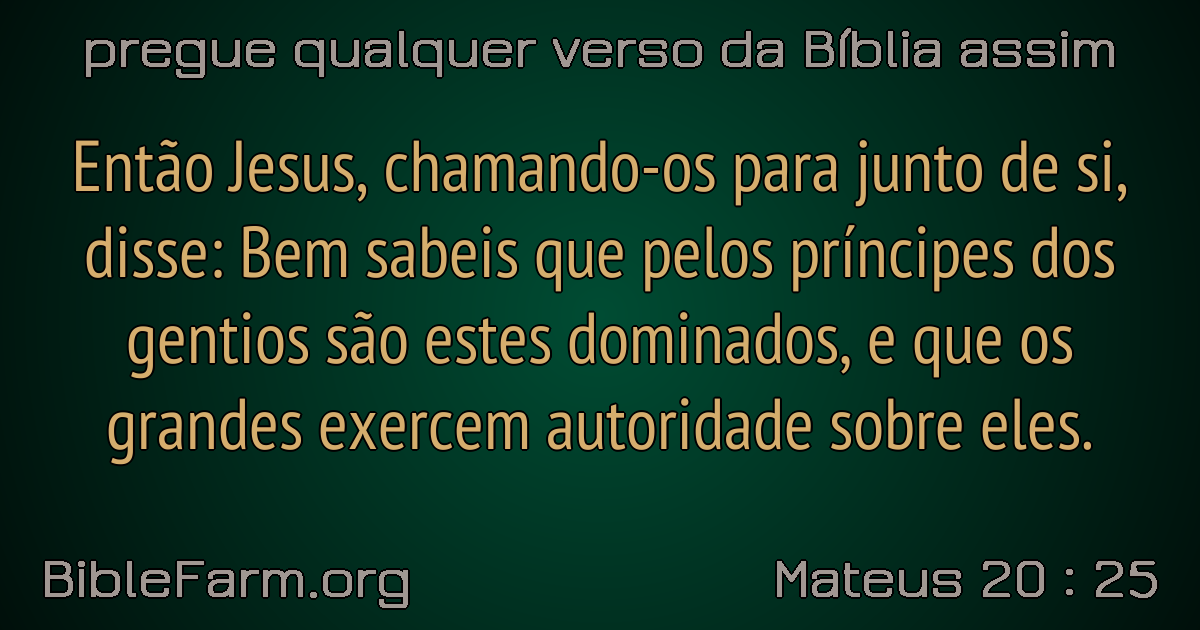 pregue qualquer verso da Bíblia assim
Então Jesus, chamando-os para junto de si,
disse: Bem sabeis que pelos príncipes dos
gentios são estes dominados, e que os
grandes exercem autoridade sobre eles.
BibleFarm.org
Mateus 20 : 25